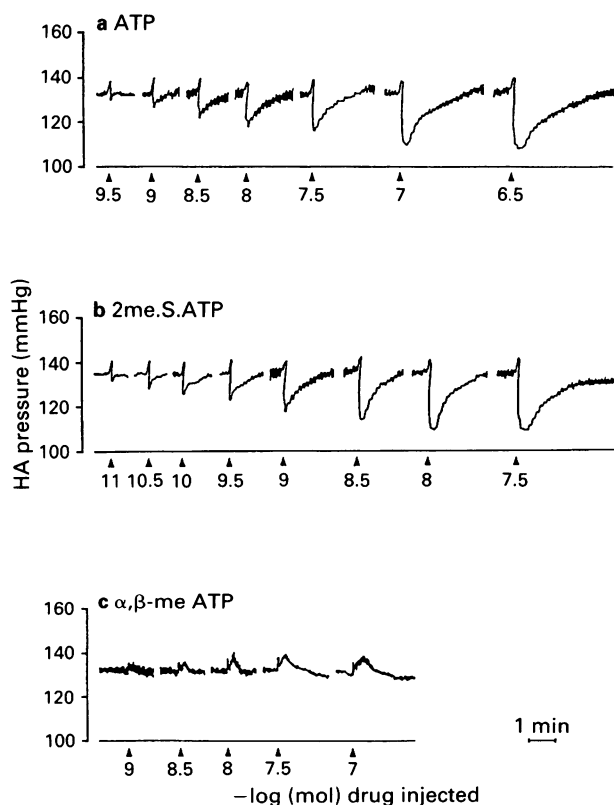 a ATP
160
140
120
100
9.5 9 8.5 8 7.5 7 6.5
HA pressure (mmHg)
b 2me.S.ATP
160
140
120
100
11 10.5 10 9.5 9 8.5 8 7.5
c α,β-me ATP
160
140
130
100
9 8.5 8 7.5 7
1 min
−log (mol) drug injected